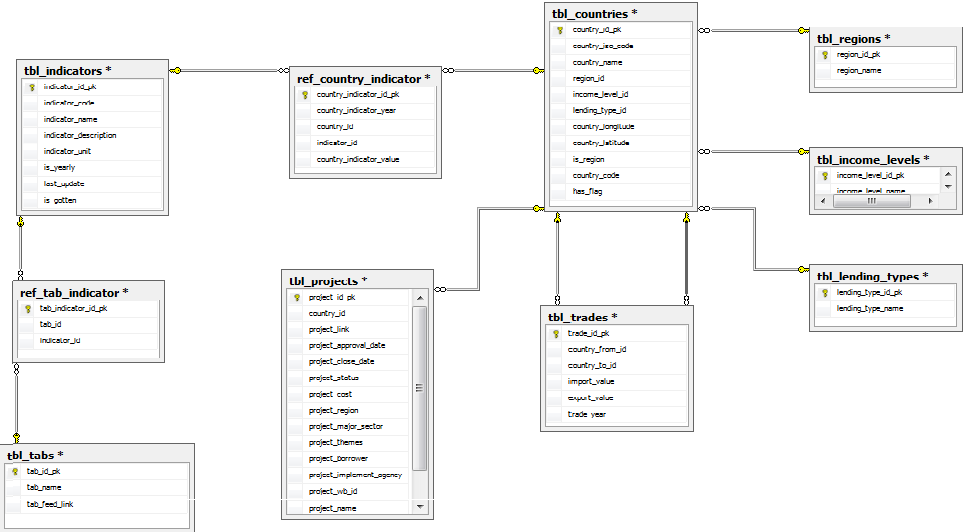 tbl_countries *
country_id_pk
country_iso_code
country_name
region_id
income_level_id
lending_type_id
country_longitude
country_latitude
is_region
country_code
has_flag
tbl_regions *
region_id_pk
region_name
tbl_indicators *
indicator_id_pk
indicator_code
indicator_name
indicator_description
indicator_unit
is_yearly
last_update
is_gotten
ref_country_indicator *
country_indicator_id_pk
country_indicator_year
country_id
indicator_id
country_indicator_value
tbl_income_levels *
income_level_id_pk
income_level_name
tbl_lending_types *
lending_type_id_pk
lending_type_name
ref_tab_indicator *
tab_indicator_id_pk
tab_id
indicator_id
tbl_projects *
project_id_pk
country_id
project_link
project_approval_date
project_close_date
project_status
project_cost
project_region
project_major_sector
project_themes
project_borrower
project_implement_agency
project_wb_id
project_name
tbl_trades *
trade_id_pk
country_from_id
country_to_id
import_value
export_value
trade_year
tbl_tabs *
tab_id_pk
tab_name
tab_feed_link